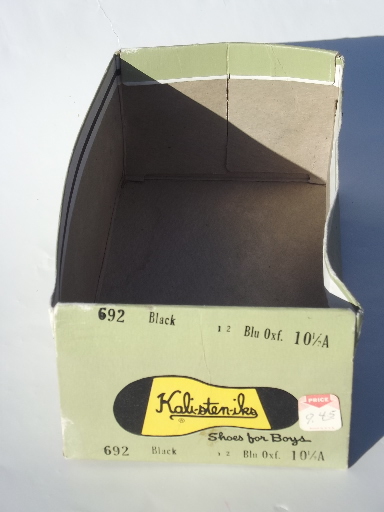 692 Black 1 2 Blu Oxf. 10½A
Kali-sten-iks
®
Shoes for Boys
PRICE
9.45
692 Black 1 2 Blu Oxf. 10½A